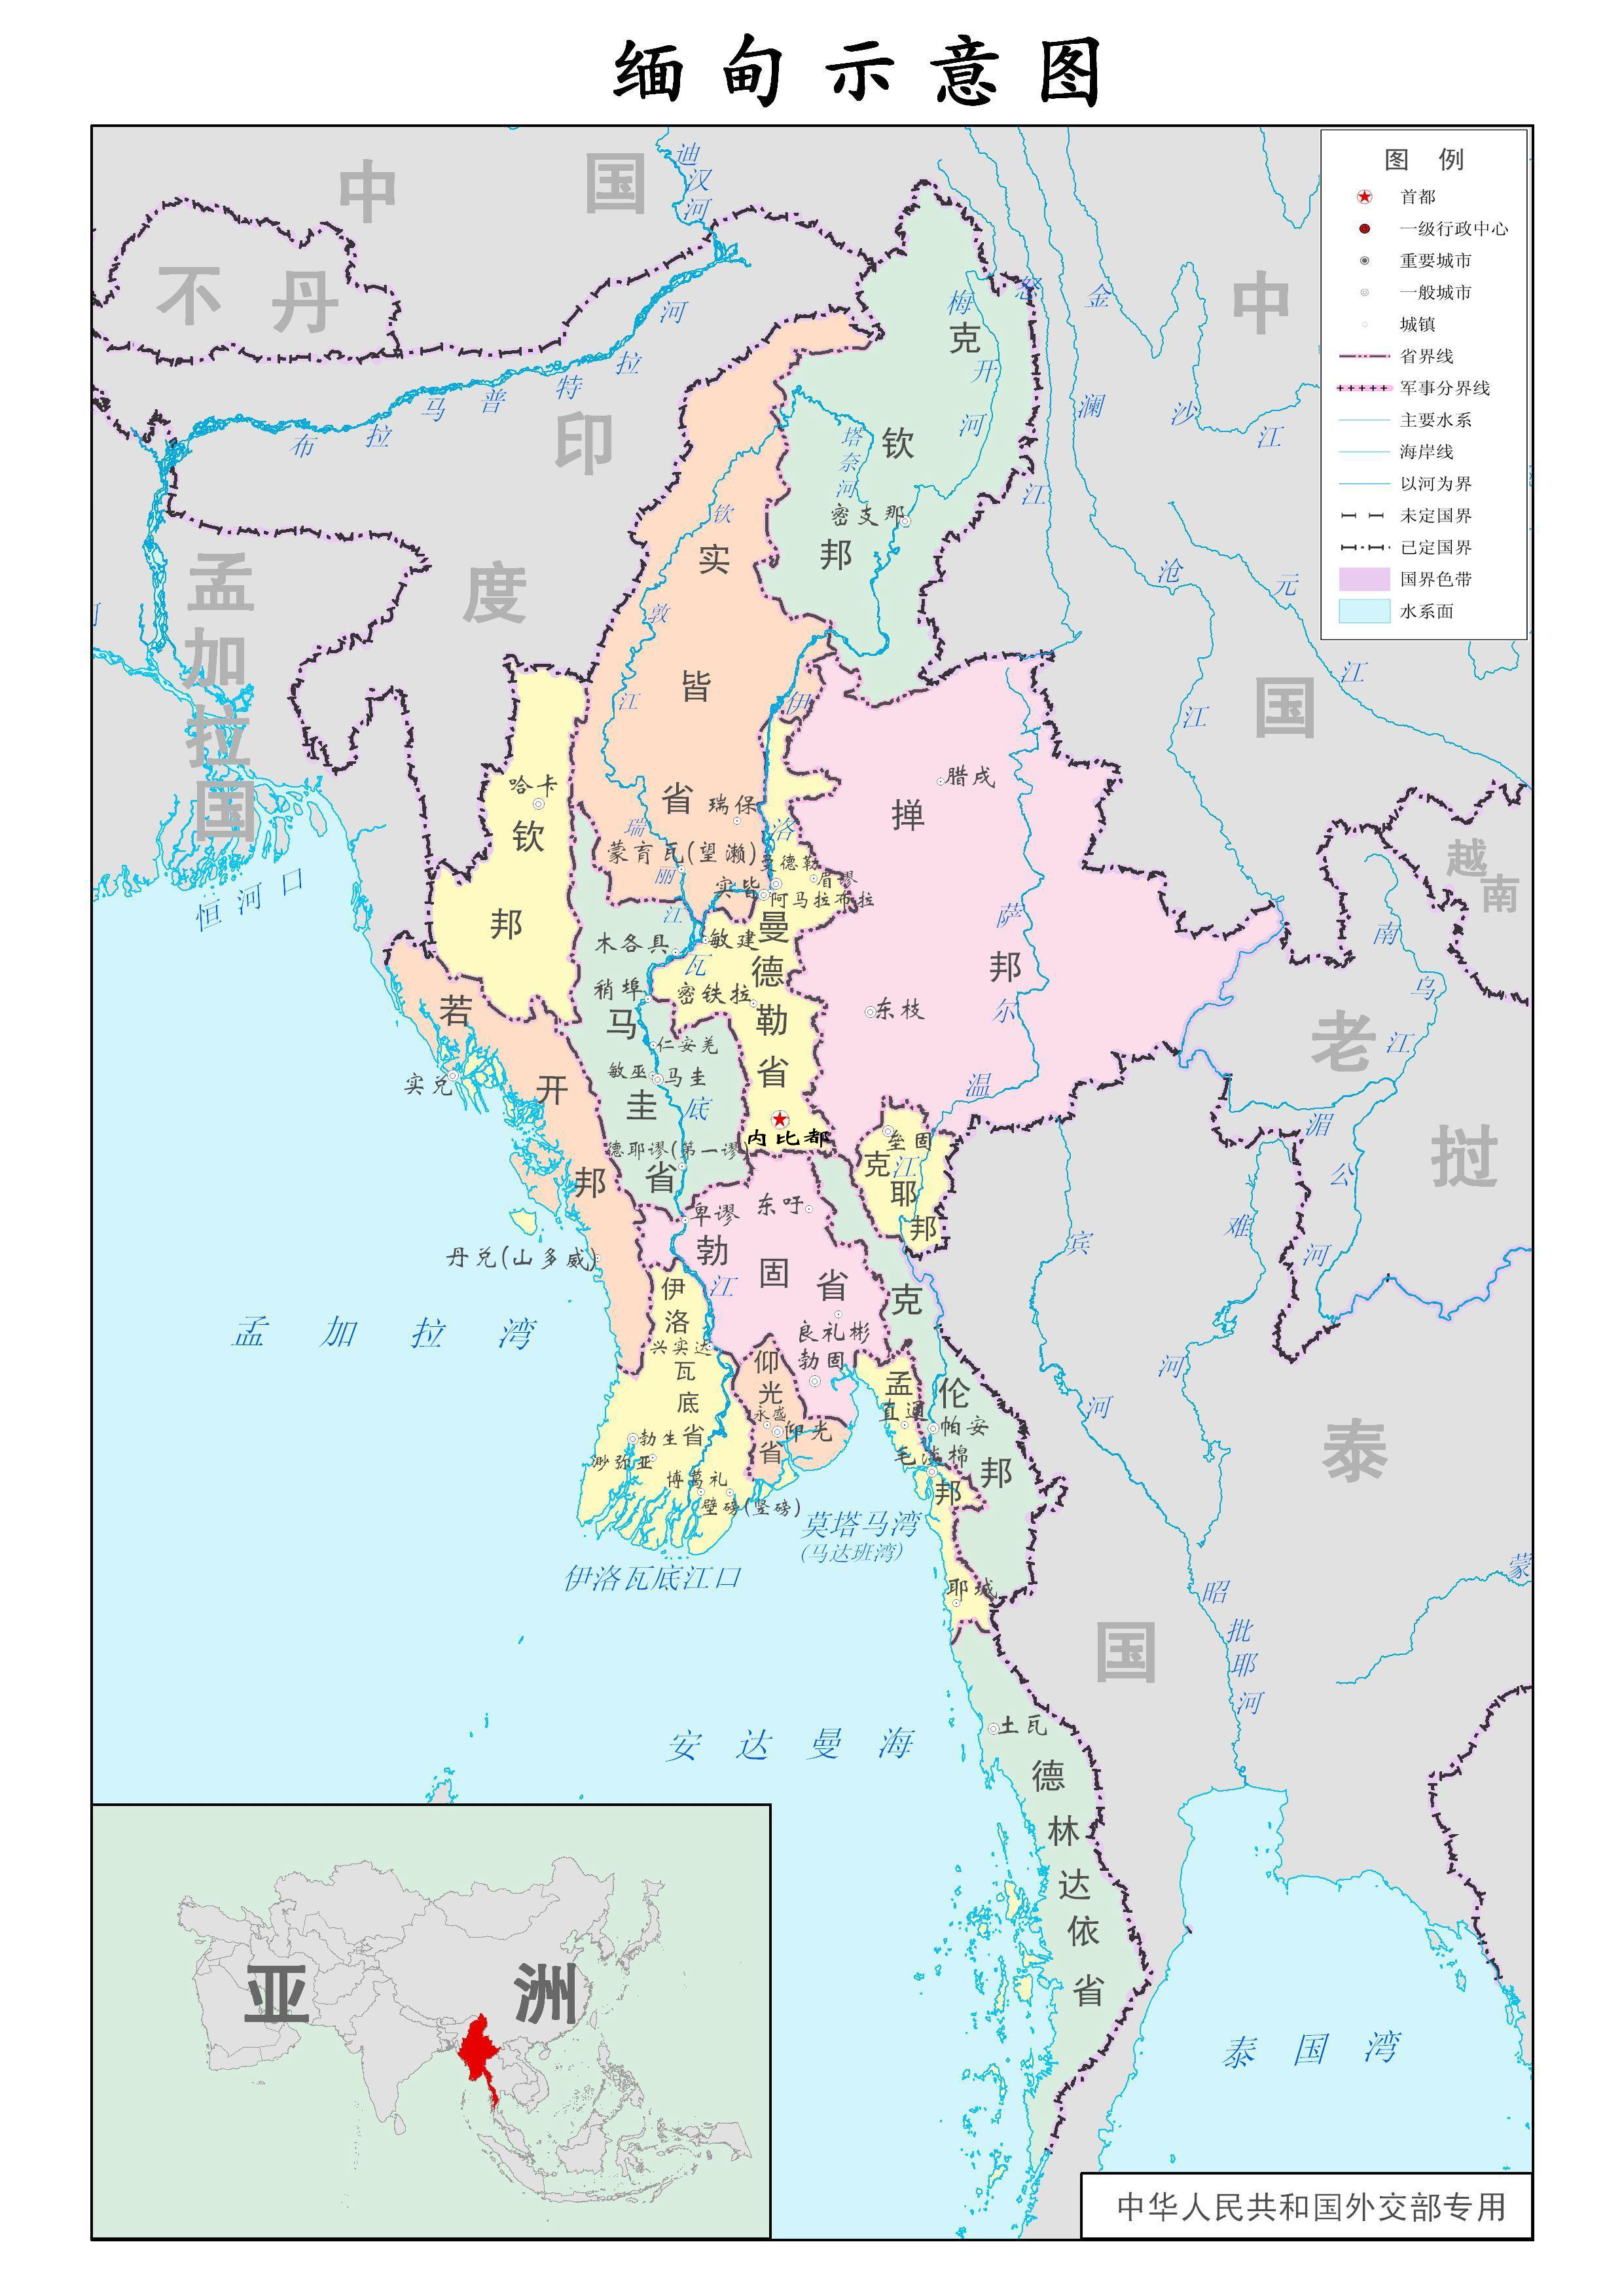 缅甸示意图
图 例
首都
一级行政中心
重要城市
一般城市
城镇
省界线
军事分界线
主要水系
海岸线
以河为界
未定国界
已定国界
国界色带
水系面
中国
不丹
印度
孟加拉国
中国
越南
老挝
泰国
迪汉河
布拉马普特拉河
梅开河
怒江
金沙江
澜沧江
元江
塔奈河
钦敦江
瑞丽江
伊洛瓦底江
萨尔温江
南乌江
湄公河
宾河
难河
昭批耶河
蒙
恒河口
克钦邦
密支那
实皆省
瑞保
蒙育瓦(望濑)
实皆
钦邦
哈卡
掸邦
腊戌
东枝
曼德勒省
曼德勒
眉谬
阿马拉布拉
敏建
密铁拉
内比都
马圭省
木各具
稍埠
仁安羌
敏巫
马圭
德耶谬(第一谬)
若开邦
实兑
丹兑(山多威)
克耶邦
垒固
勃固省
卑谬
东吁
良礼彬
勃固
伊洛瓦底省
兴实达
勃生
渺弥亚
博葛礼
壁磅(竖磅)
仰光省
永盛
仰光
孟邦
直通
毛淡棉
耶城
克伦邦
帕安
德林达依省
土瓦
孟加拉湾
伊洛瓦底江口
莫塔马湾
(马达班湾)
安达曼海
泰国湾
亚洲
中华人民共和国外交部专用